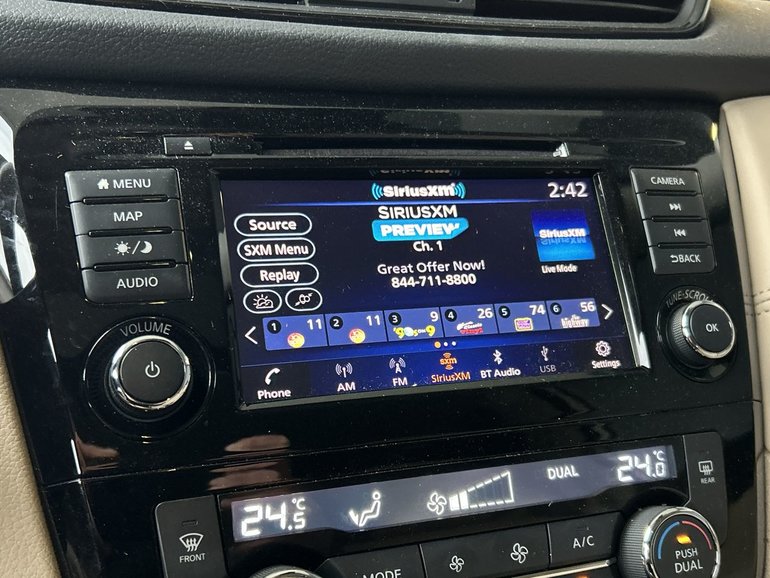 MENU
MAP
AUDIO
VOLUME
SiriusXM
2:42
Source
SXM Menu
Replay
SIRIUSXM
PREVIEW
Ch. 1
Great Offer Now!
844-711-8800
SiriusXM
Live Mode
1 11
2 11
3 9
4 26
5 74
6 56
Phone
AM
FM
sxm
SiriusXM
BT Audio
USB
Settings
CAMERA
BACK
TUNE·SCROLL
OK
24.5°C
DUAL
24.0°C
REAR
FRONT
MODE
A/C
PUSH
DUAL